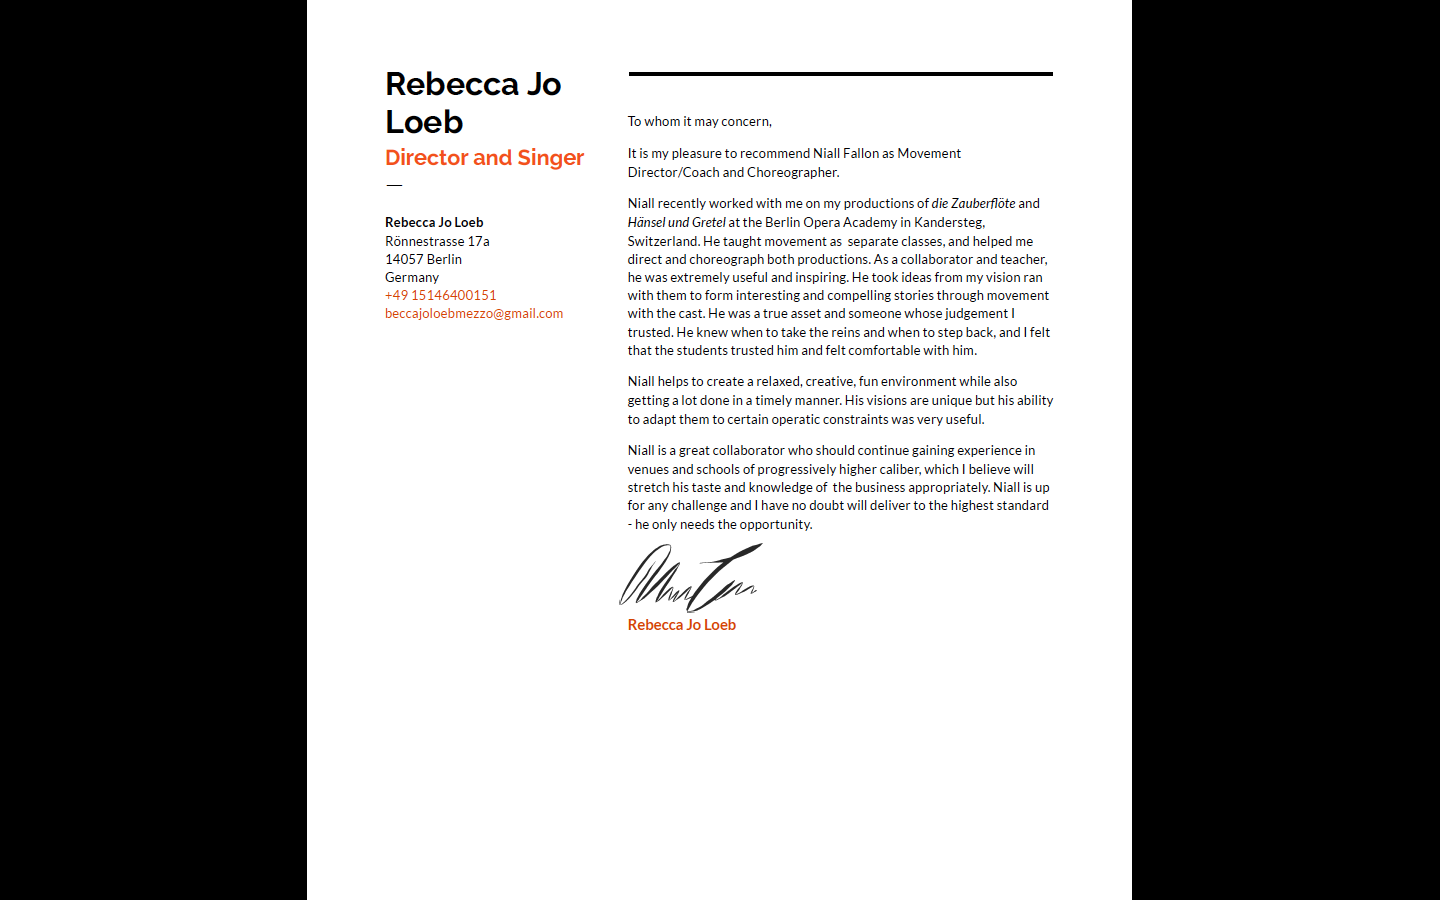 Rebecca Jo
Loeb
Director and Singer
—
Rebecca Jo Loeb
Rönnestrasse 17a
14057 Berlin
Germany
+49 15146400151
beccajoloebmezzo@gmail.com
To whom it may concern,
It is my pleasure to recommend Niall Fallon as Movement
Director/Coach and Choreographer.
Niall recently worked with me on my productions of die Zauberflöte and
Hänsel und Gretel at the Berlin Opera Academy in Kandersteg,
Switzerland. He taught movement as  separate classes, and helped me
direct and choreograph both productions. As a collaborator and teacher,
he was extremely useful and inspiring. He took ideas from my vision ran
with them to form interesting and compelling stories through movement
with the cast. He was a true asset and someone whose judgement I
trusted. He knew when to take the reins and when to step back, and I felt
that the students trusted him and felt comfortable with him.
Niall helps to create a relaxed, creative, fun environment while also
getting a lot done in a timely manner. His visions are unique but his ability
to adapt them to certain operatic constraints was very useful.
Niall is a great collaborator who should continue gaining experience in
venues and schools of progressively higher caliber, which I believe will
stretch his taste and knowledge of  the business appropriately. Niall is up
for any challenge and I have no doubt will deliver to the highest standard
- he only needs the opportunity.
Rebecca Jo Loeb